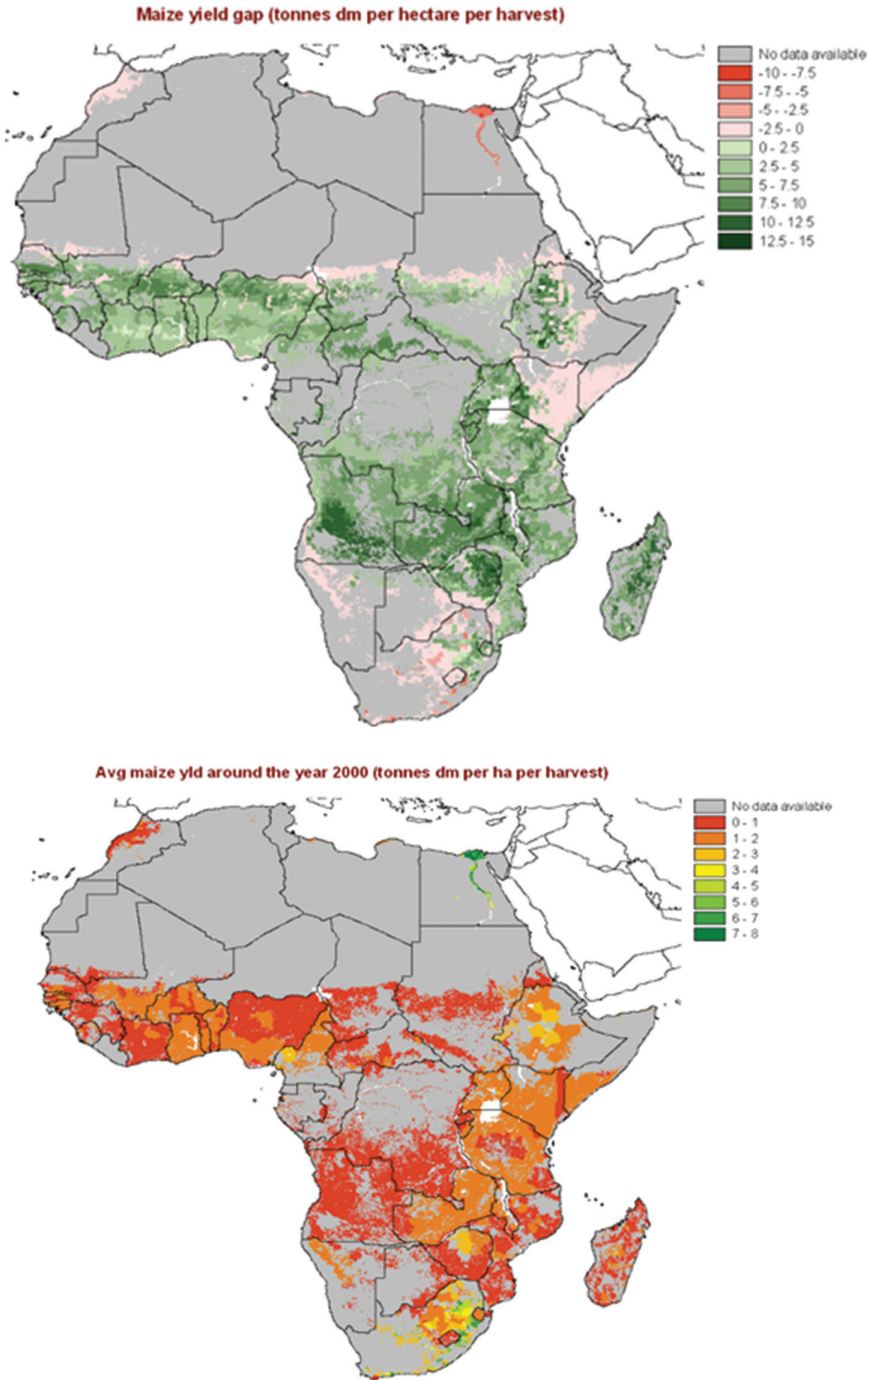 Maize yield gap (tonnes dm per hectare per harvest)
No data available
-10 - -7.5
-7.5 - -5
-5 - -2.5
-2.5 - 0
0 - 2.5
2.5 - 5
5 - 7.5
7.5 - 10
10 - 12.5
12.5 - 15
Avg maize yld around the year 2000 (tonnes dm per ha per harvest)
No data available
0 - 1
1 - 2
2 - 3
3 - 4
4 - 5
5 - 6
6 - 7
7 - 8